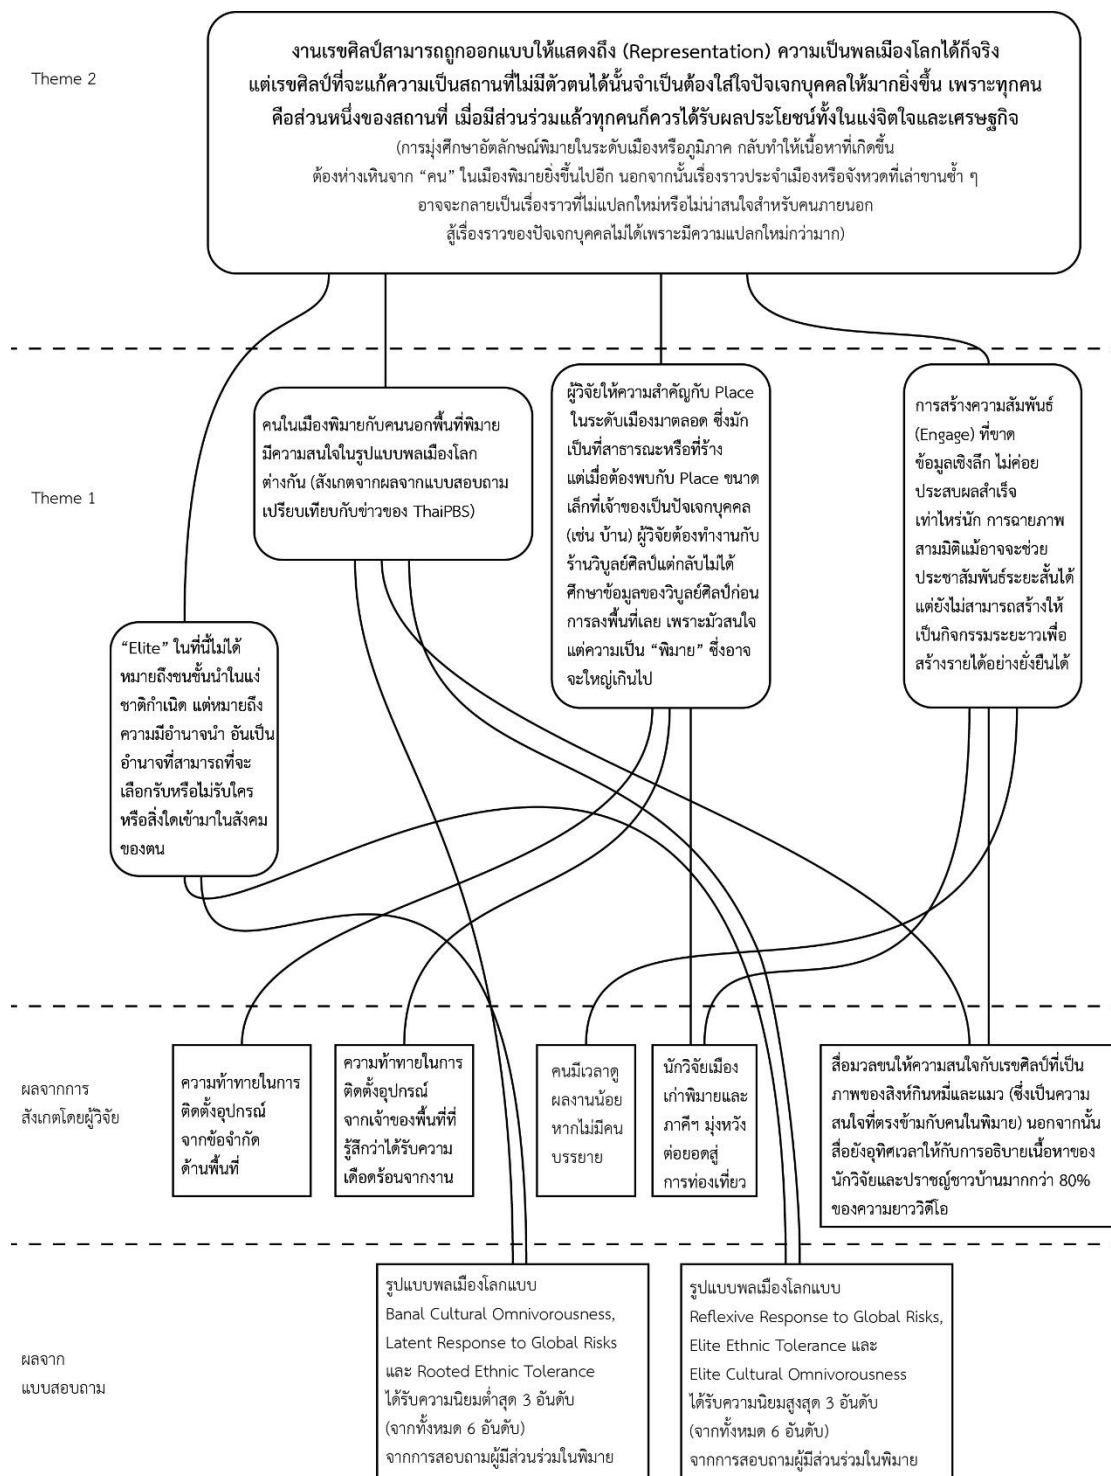 Theme 2
งานเรขศิลป์สามารถถูกออกแบบให้แสดงถึง (Representation) ความเป็นพลเมืองโลกได้ก็จริง
แต่เรขศิลป์ที่จะแก้ความเป็นสถานที่ไม่มีตัวตนได้นั้นจำเป็นต้องใส่ใจปัจเจกบุคคลให้มากยิ่งขึ้น เพราะทุกคน
คือส่วนหนึ่งของสถานที่ เมื่อมีส่วนร่วมแล้วทุกคนก็ควรได้รับผลประโยชน์ทั้งในแง่จิตใจและเศรษฐกิจ
(การมุ่งศึกษาอัตลักษณ์พิมายในระดับเมืองหรือภูมิภาค กลับทำให้เนื้อหาที่เกิดขึ้น
ต้องห่างเหินจาก “คน” ในเมืองพิมายยิ่งขึ้นไปอีก นอกจากนั้นเรื่องราวประจำเมืองหรือจังหวดที่เล่าขานซ้ำ ๆ
อาจจะกลายเป็นเรื่องราวที่ไม่แปลกใหม่หรือไม่น่าสนใจสำหรับคนภายนอก
สู้เรื่องราวของปัจเจกบุคคลไม่ได้เพราะมีความแปลกใหม่กว่ามาก)
Theme 1
“Elite” ในที่นี้ไม่ได้
หมายถึงชนชั้นนำในแง่
ชาติกำเนิด แต่หมายถึง
ความมีอำนาจนำ อันเป็น
อำนาจที่สามารถที่จะ
เลือกรับหรือไม่รับใคร
หรือสิ่งใดเข้ามาในสังคม
ของตน
คนในเมืองพิมายกับคนนอกพื้นที่พิมาย
มีความสนใจในรูปแบบพลเมืองโลก
ต่างกัน (สังเกตจากผลจากแบบสอบถาม
เปรียบเทียบกับข่าวของ ThaiPBS)
ผู้วิจัยให้ความสำคัญกับ Place
ในระดับเมืองมาตลอด ซึ่งมัก
เป็นที่สาธารณะหรือที่ร้าง
แต่เมื่อต้องพบกับ Place ขนาด
เล็กที่เจ้าของเป็นปัจเจกบุคคล
(เช่น บ้าน) ผู้วิจัยต้องทำงานกับ
ร้านวิบูลย์ศิลป์แต่กลับไม่ได้
ศึกษาข้อมูลของวิบูลย์ศิลป์ก่อน
การลงพื้นที่เลย เพราะมัวสนใจ
แต่ความเป็น “พิมาย” ซึ่งอาจ
จะใหญ่เกินไป
การสร้างความสัมพันธ์
(Engage) ที่ขาด
ข้อมูลเชิงลึก ไม่ค่อย
ประสบผลสำเร็จ
เท่าไหร่นัก การฉายภาพ
สามมิติแม้อาจจะช่วย
ประชาสัมพันธ์ระยะสั้นได้
แต่ยังไม่สามารถสร้างให้
เป็นกิจกรรมระยะาวเพื่อ
สร้างรายได้อย่างยั่งยืนได้
ผลจากการ
สังเกตโดยผู้วิจัย
ความท้าทายในการ
ติดตั้งอุปกรณ์
จากข้อจำกัด
ด้านพื้นที่
ความท้าทายในการ
ติดตั้งอุปกรณ์
จากเจ้าของพื้นที่ที่
รู้สึกว่าได้รับความ
เดือดร้อนจากงาน
คนมีเวลาดู
ผลงานน้อย
หากไม่มีคน
บรรยาย
นักวิจัยเมือง
เก่าพิมายและ
ภาคีฯ มุ่งหวัง
ต่อยอดสู่
การท่องเที่ยว
สื่อมวลขนให้ความสนใจกับเรขศิลป์ที่เป็น
ภาพของสิงห์กินหมี่และแมว (ซึ่งเป็นความ
สนใจที่ตรงข้ามกับคนในพิมาย) นอกจากนั้น
สื่อยังอุทิศเวลาให้กับการอธิบายเนื้อหาของ
นักวิจัยและปราชญ์ชาวบ้านมากกว่า 80%
ของความยาววิดีโอ
ผลจาก
แบบสอบถาม
รูปแบบพลเมืองโลกแบบ
Banal Cultural Omnivorousness,
Latent Response to Global Risks
และ Rooted Ethnic Tolerance
ได้รับความนิยมต่ำสุด 3 อันดับ
(จากทั้งหมด 6 อันดับ)
จากการสอบถามผู้มีส่วนร่วมในพิมาย
รูปแบบพลเมืองโลกแบบ
Reflexive Response to Global Risks,
Elite Ethnic Tolerance และ
Elite Cultural Omnivorousness
ได้รับความนิยมสูงสุด 3 อันดับ
(จากทั้งหมด 6 อันดับ)
จากการสอบถามผู้มีส่วนร่วมในพิมาย